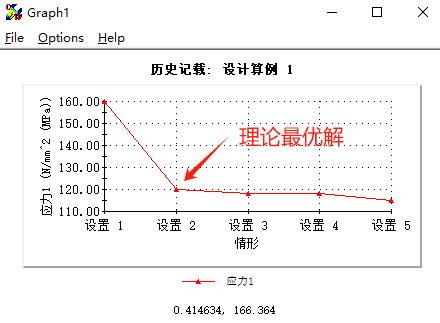 Graph1
File Options Help
历史记载: 设计算例 1
应力1 (N/mm^2 (MPa))
160.00
150.00
140.00
130.00
120.00
110.00
理论最优解
设置 1 设置 2 设置 3 设置 4 设置 5
情形
应力1
0.414634, 166.364